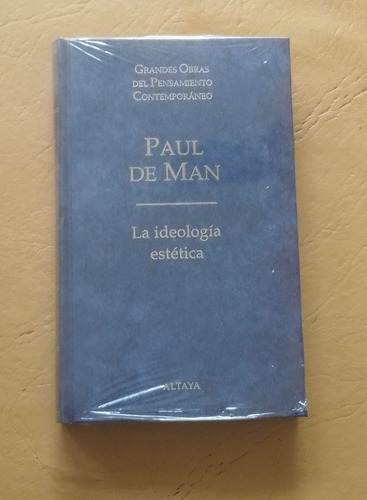 GRANDES OBRAS
DEL PENSAMIENTO
CONTEMPORÁNEO
PAUL
DE MAN
La ideología
estética
ALTAYA